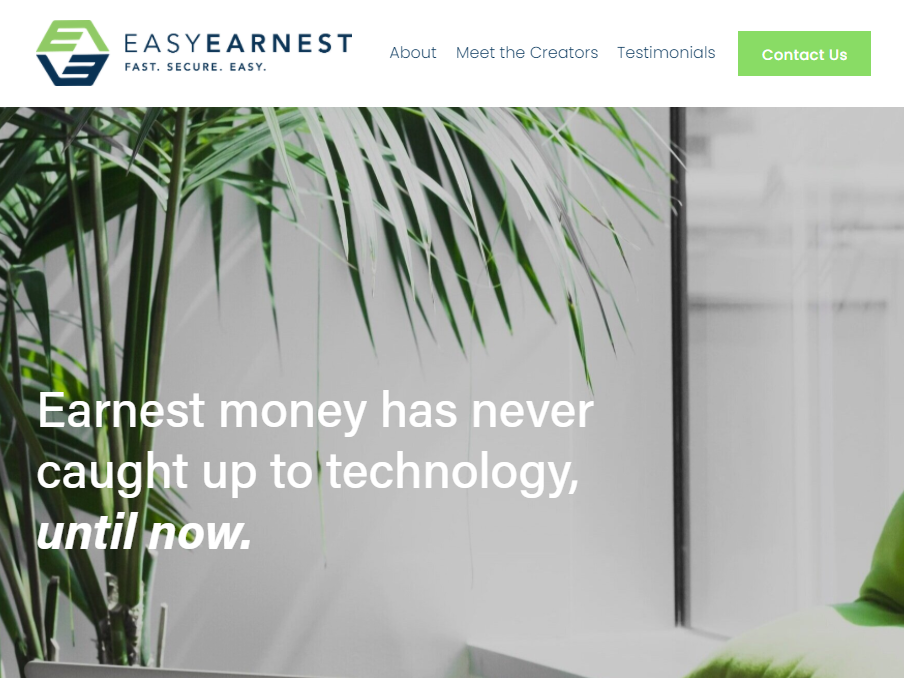 EASYEARNEST
FAST. SECURE. EASY.
About Meet the Creators Testimonials Contact Us
Earnest money has never
caught up to technology,
until now.